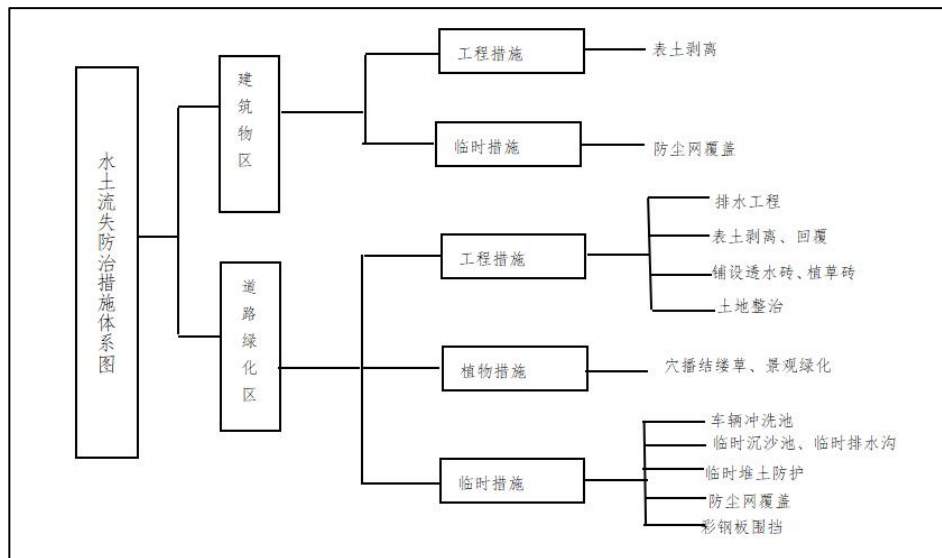 水土流失防治措施体系图
建筑物区
工程措施
表土剥离
临时措施
防尘网覆盖
道路绿化区
工程措施
排水工程
表土剥离、回覆
铺设透水砖、植草砖
土地整治
植物措施
穴播结缕草、景观绿化
临时措施
车辆冲洗池
临时沉沙池、临时排水沟
临时堆土防护
防尘网覆盖
彩钢板围挡